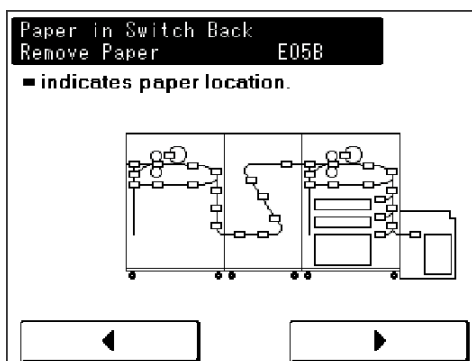 Paper in Switch Back
Remove Paper E05B
▬ indicates paper location.